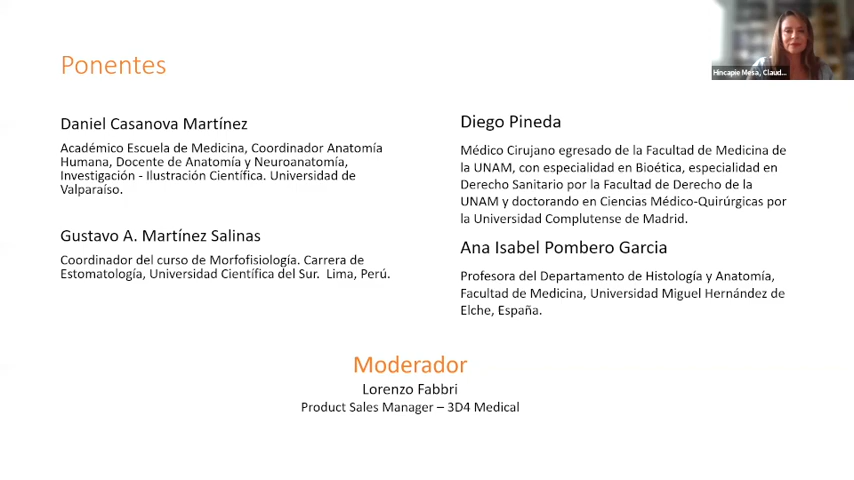 Ponentes
Daniel Casanova Martínez
Académico Escuela de Medicina, Coordinador Anatomía
Humana, Docente de Anatomía y Neuroanatomía,
Investigación - Ilustración Científica. Universidad de
Valparaíso.
Gustavo A. Martínez Salinas
Coordinador del curso de Morfofisiología. Carrera de
Estomatología, Universidad Científica del Sur.  Lima, Perú.
Diego Pineda
Médico Cirujano egresado de la Facultad de Medicina de
la UNAM, con especialidad en Bioética, especialidad en
Derecho Sanitario por la Facultad de Derecho de la
UNAM y doctorando en Ciencias Médico-Quirúrgicas por
la Universidad Complutense de Madrid.
Ana Isabel Pombero Garcia
Profesora del Departamento de Histología y Anatomía,
Facultad de Medicina, Universidad Miguel Hernández de
Elche, España.
Moderador
Lorenzo Fabbri
Product Sales Manager – 3D4 Medical
Hincapie Mesa, Claud...